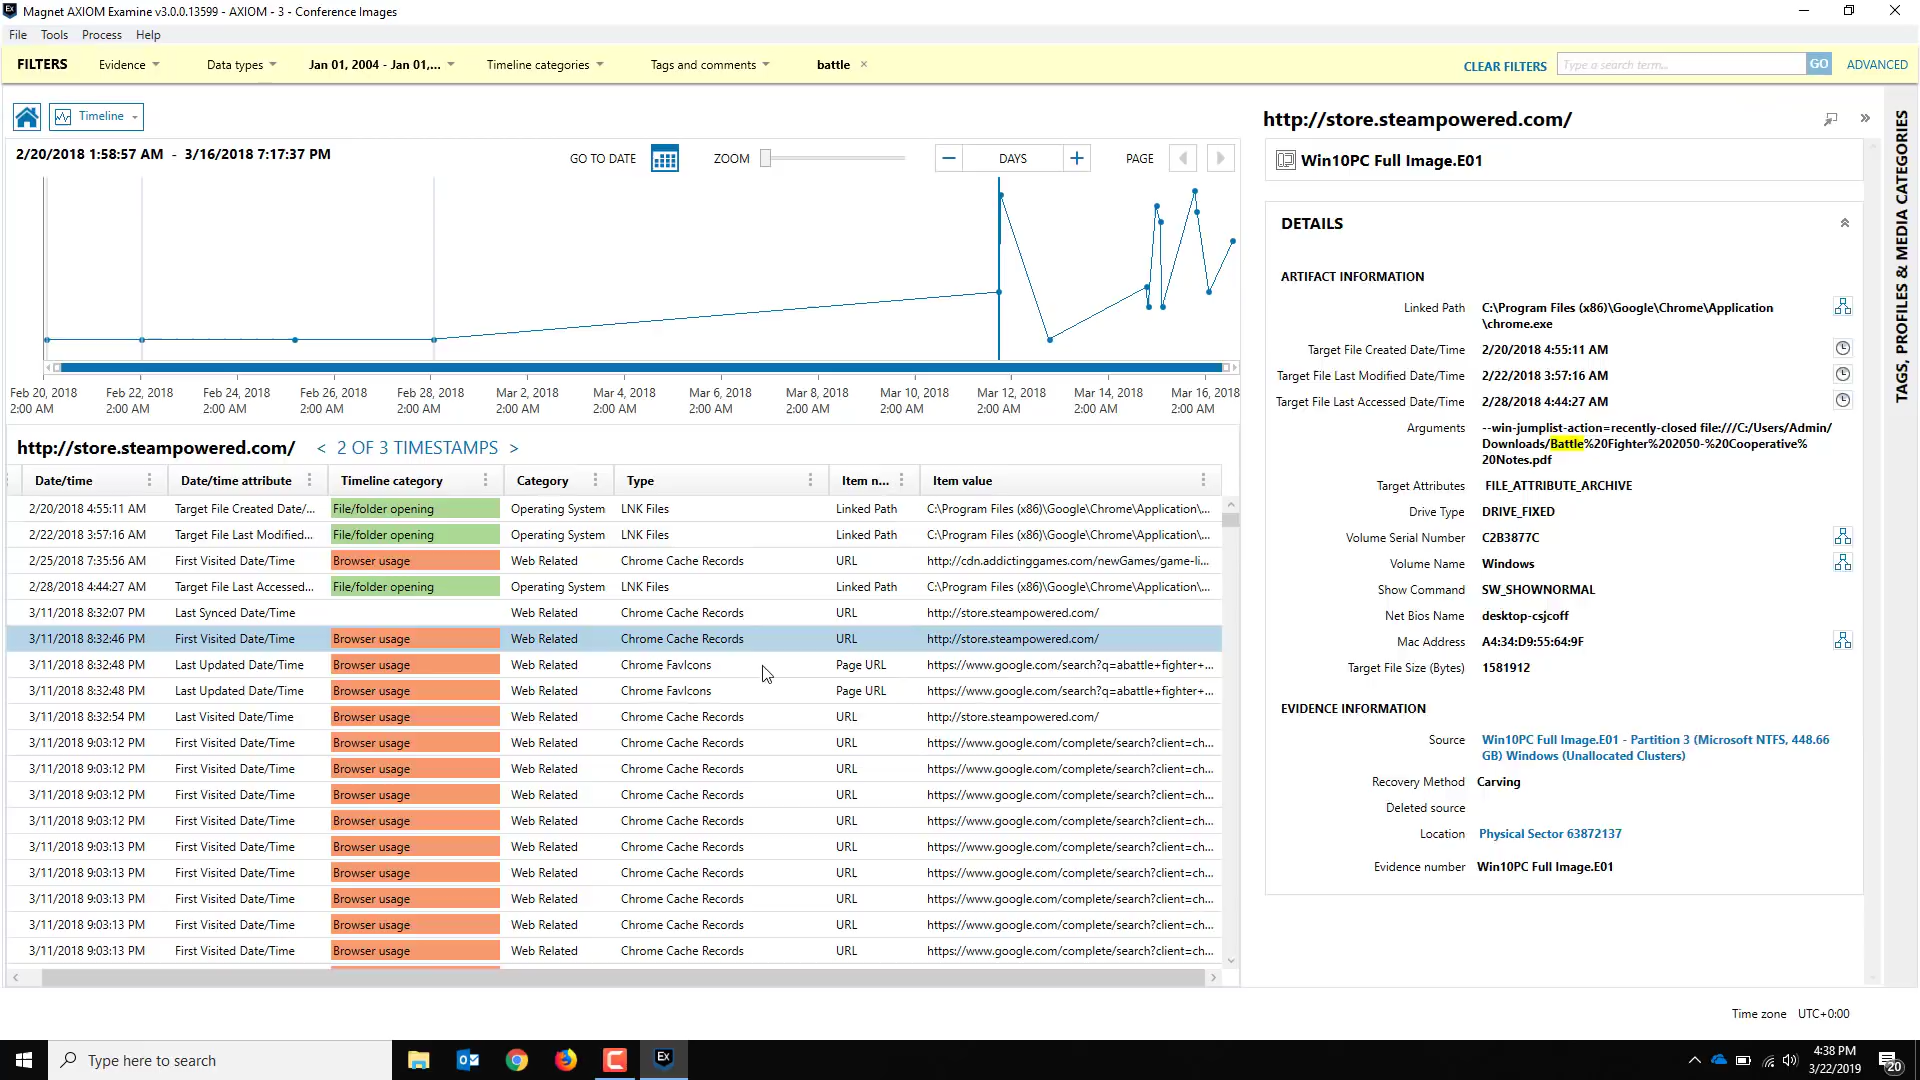 Magnet AXIOM Examine v3.0.0.13599 - AXIOM - 3 - Conference Images
File Tools Process Help
FILTERS Evidence Data types Jan 01, 2004 - Jan 01,... Timeline categories Tags and comments battle × CLEAR FILTERS Type a search term... GO ADVANCED
Timeline
2/20/2018 1:58:57 AM - 3/16/2018 7:17:37 PM
GO TO DATE ZOOM DAYS PAGE
Feb 20, 2018 Feb 22, 2018 Feb 24, 2018 Feb 26, 2018 Feb 28, 2018 Mar 2, 2018 Mar 4, 2018 Mar 6, 2018 Mar 8, 2018 Mar 10, 2018 Mar 12, 2018 Mar 14, 2018 Mar 16, 2018
2:00 AM 2:00 AM 2:00 AM 2:00 AM 2:00 AM 2:00 AM 2:00 AM 2:00 AM 2:00 AM 2:00 AM 2:00 AM 2:00 AM 2:00 AM
http://store.steampowered.com/ < 2 OF 3 TIMESTAMPS >
Date/time Date/time attribute Timeline category Category Type Item n... Item value
2/20/2018 4:55:11 AM Target File Created Date/... File/folder opening Operating System LNK Files Linked Path C:\Program Files (x86)\Google\Chrome\Application\...
2/22/2018 3:57:16 AM Target File Last Modified... File/folder opening Operating System LNK Files Linked Path C:\Program Files (x86)\Google\Chrome\Application\...
2/25/2018 7:35:56 AM First Visited Date/Time Browser usage Web Related Chrome Cache Records URL http://cdn.addictinggames.com/newGames/game-li...
2/28/2018 4:44:27 AM Target File Last Accessed... File/folder opening Operating System LNK Files Linked Path C:\Program Files (x86)\Google\Chrome\Application\...
3/11/2018 8:32:07 PM Last Synced Date/Time Web Related Chrome Cache Records URL http://store.steampowered.com/
3/11/2018 8:32:46 PM First Visited Date/Time Browser usage Web Related Chrome Cache Records URL http://store.steampowered.com/
3/11/2018 8:32:48 PM Last Updated Date/Time Browser usage Web Related Chrome FavIcons Page URL https://www.google.com/search?q=abattle+fighter+...
3/11/2018 8:32:48 PM Last Updated Date/Time Browser usage Web Related Chrome FavIcons Page URL https://www.google.com/search?q=abattle+fighter+...
3/11/2018 8:32:54 PM Last Visited Date/Time Browser usage Web Related Chrome Cache Records URL http://store.steampowered.com/
3/11/2018 9:03:12 PM First Visited Date/Time Browser usage Web Related Chrome Cache Records URL https://www.google.com/complete/search?client=ch...
3/11/2018 9:03:12 PM First Visited Date/Time Browser usage Web Related Chrome Cache Records URL https://www.google.com/complete/search?client=ch...
3/11/2018 9:03:12 PM First Visited Date/Time Browser usage Web Related Chrome Cache Records URL https://www.google.com/complete/search?client=ch...
3/11/2018 9:03:12 PM First Visited Date/Time Browser usage Web Related Chrome Cache Records URL https://www.google.com/complete/search?client=ch...
3/11/2018 9:03:13 PM First Visited Date/Time Browser usage Web Related Chrome Cache Records URL https://www.google.com/complete/search?client=ch...
3/11/2018 9:03:13 PM First Visited Date/Time Browser usage Web Related Chrome Cache Records URL https://www.google.com/complete/search?client=ch...
3/11/2018 9:03:13 PM First Visited Date/Time Browser usage Web Related Chrome Cache Records URL https://www.google.com/complete/search?client=ch...
3/11/2018 9:03:13 PM First Visited Date/Time Browser usage Web Related Chrome Cache Records URL https://www.google.com/complete/search?client=ch...
3/11/2018 9:03:13 PM First Visited Date/Time Browser usage Web Related Chrome Cache Records URL https://www.google.com/complete/search?client=ch...
http://store.steampowered.com/
Win10PC Full Image.E01
DETAILS
ARTIFACT INFORMATION
Linked Path C:\Program Files (x86)\Google\Chrome\Application
\chrome.exe
Target File Created Date/Time 2/20/2018 4:55:11 AM
Target File Last Modified Date/Time 2/22/2018 3:57:16 AM
Target File Last Accessed Date/Time 2/28/2018 4:44:27 AM
Arguments --win-jumplist-action=recently-closed file:///C:/Users/Admin/
Downloads/Battle%20Fighter%202050-%20Cooperative%
20Notes.pdf
Target Attributes FILE_ATTRIBUTE_ARCHIVE
Drive Type DRIVE_FIXED
Volume Serial Number C2B3877C
Volume Name Windows
Show Command SW_SHOWNORMAL
Net Bios Name desktop-csjcoff
Mac Address A4:34:D9:55:64:9F
Target File Size (Bytes) 1581912
EVIDENCE INFORMATION
Source Win10PC Full Image.E01 - Partition 3 (Microsoft NTFS, 448.66
GB) Windows (Unallocated Clusters)
Recovery Method Carving
Deleted source
Location Physical Sector 63872137
Evidence number Win10PC Full Image.E01
TAGS, PROFILES & MEDIA CATEGORIES
Time zone UTC+0:00
Type here to search
4:38 PM
3/22/2019
20